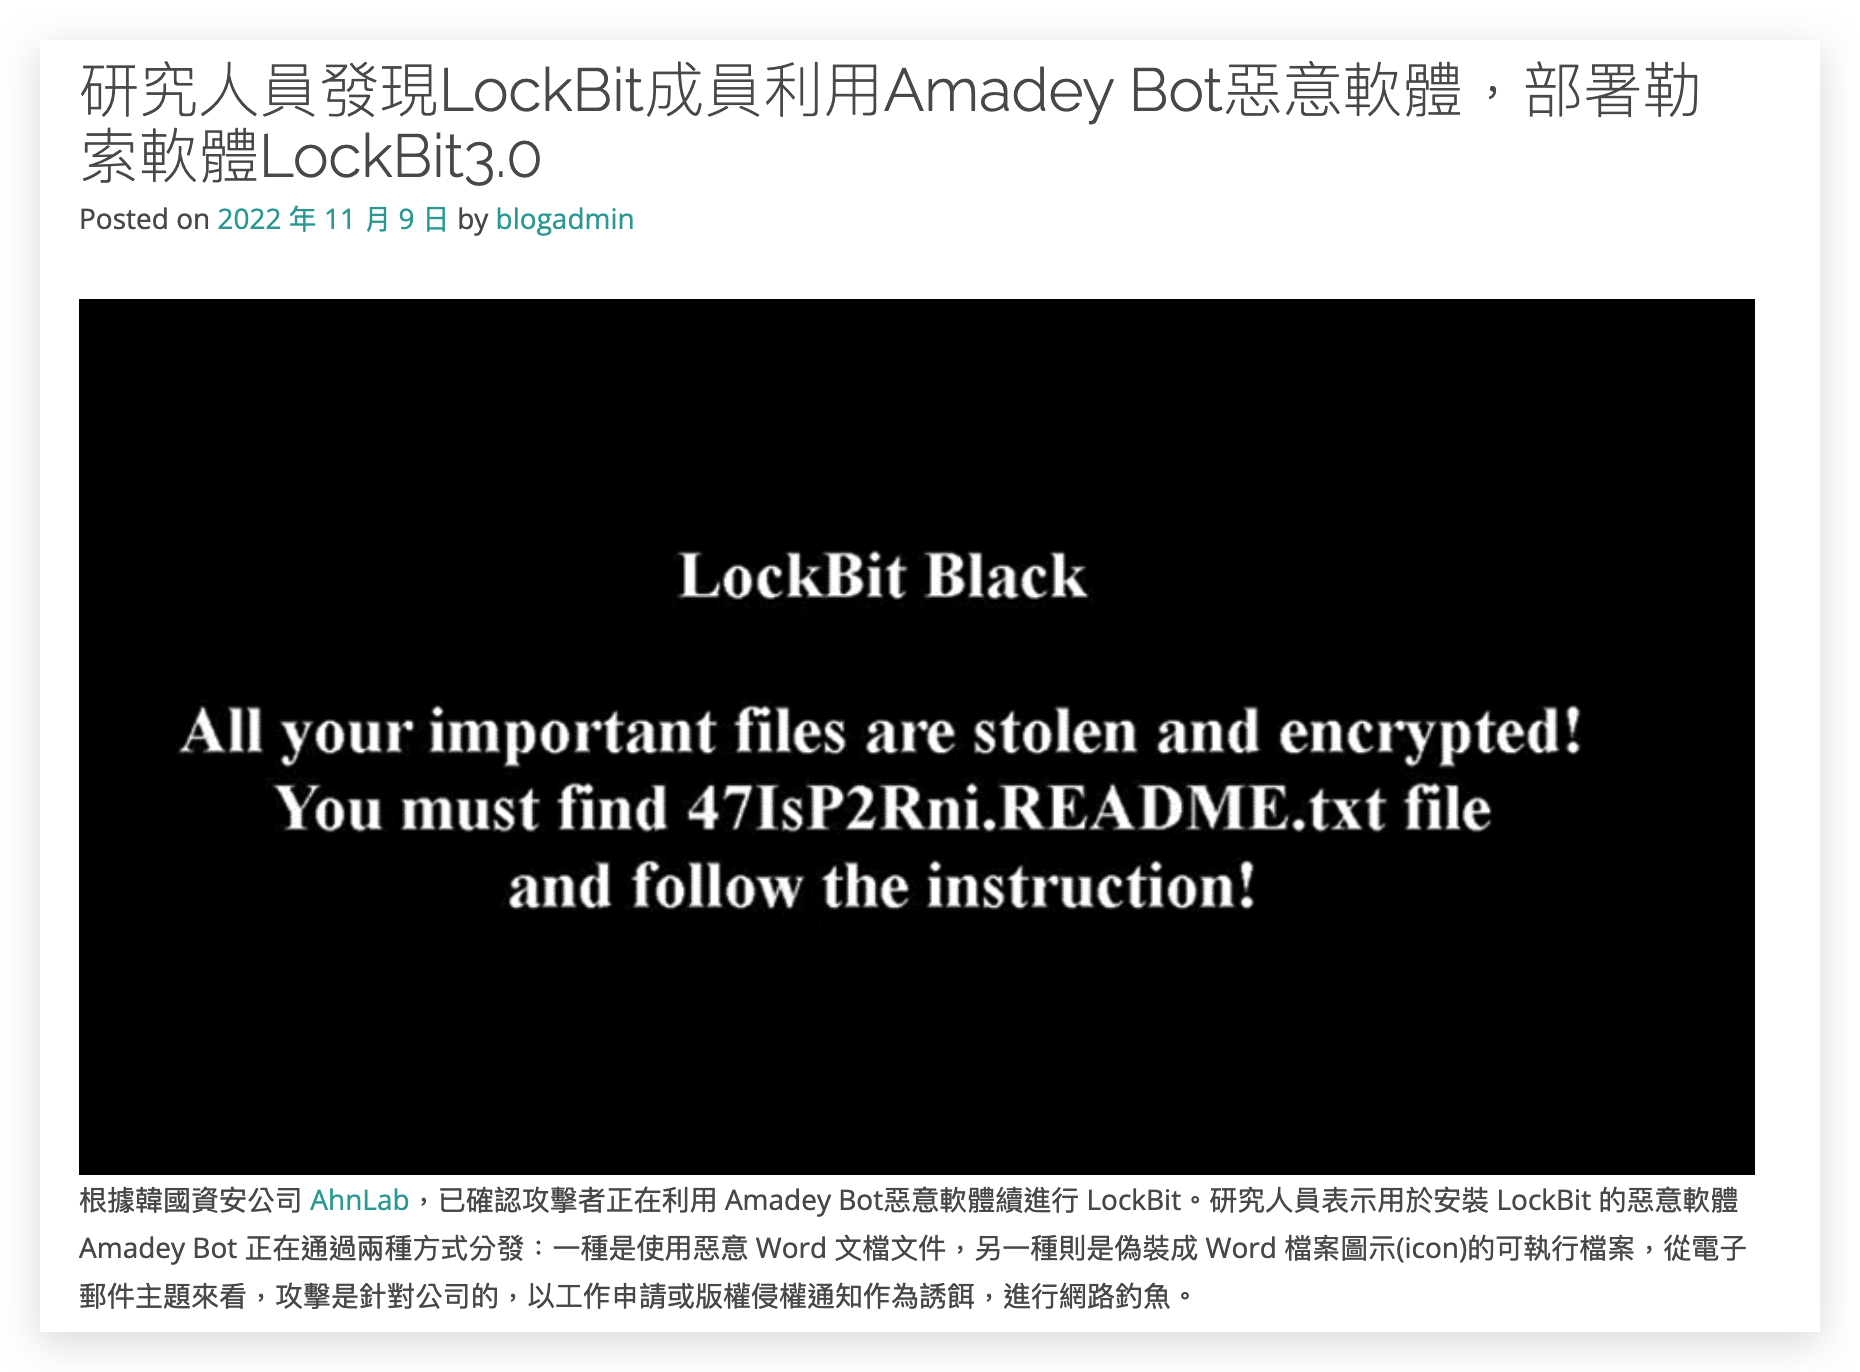 研究人員發現LockBit成員利用Amadey Bot惡意軟體，部署勒
索軟體LockBit3.0
Posted on 2022 年 11 月 9 日 by blogadmin
LockBit Black
All your important files are stolen and encrypted!
You must find 47IsP2Rni.README.txt file
and follow the instruction!
根據韓國資安公司 AhnLab，已確認攻擊者正在利用 Amadey Bot惡意軟體續進行 LockBit。研究人員表示用於安裝 LockBit 的惡意軟體
Amadey Bot 正在通過兩種方式分發：一種是使用惡意 Word 文檔文件，另一種則是偽裝成 Word 檔案圖示(icon)的可執行檔案，從電子
郵件主題來看，攻擊是針對公司的，以工作申請或版權侵權通知作為誘餌，進行網路釣魚。